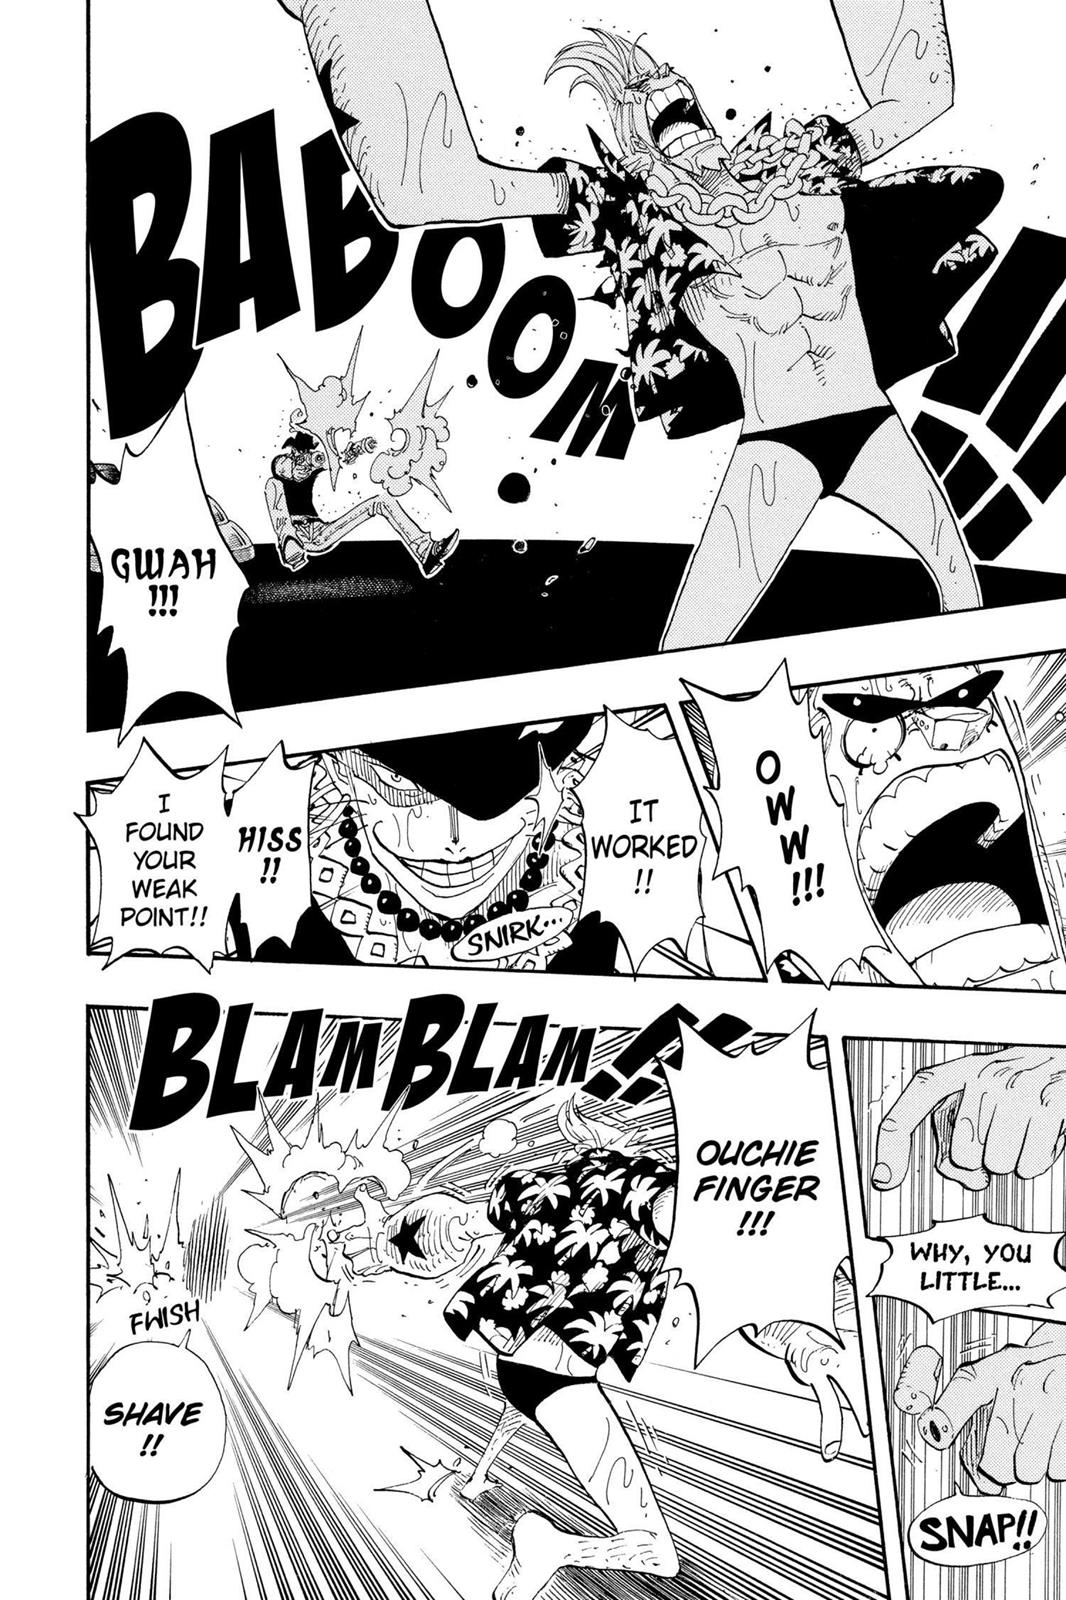 BABOOM!!!
GWAH
!!!
OWW!!!
IT
WORKED
!!
SNIRK...
HISS
!!
I
FOUND
YOUR
WEAK
POINT!!
WHY, YOU
LITTLE...
SNAP!!
OUCHIE
FINGER
!!!
BLAM BLAM!!
FWISH
SHAVE
!!